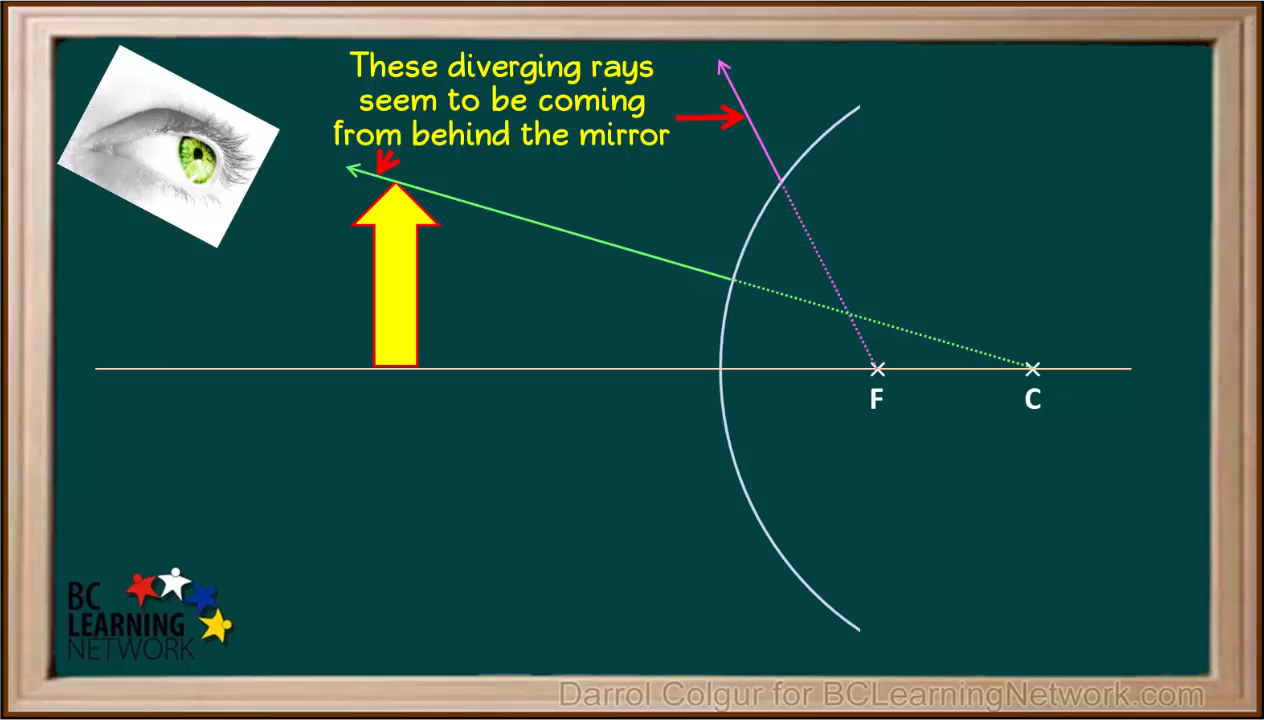 These diverging rays
seem to be coming
from behind the mirror
F
C
BC
LEARNING
NETWORK
Darrol Colgur for BCLearningNetwork.com